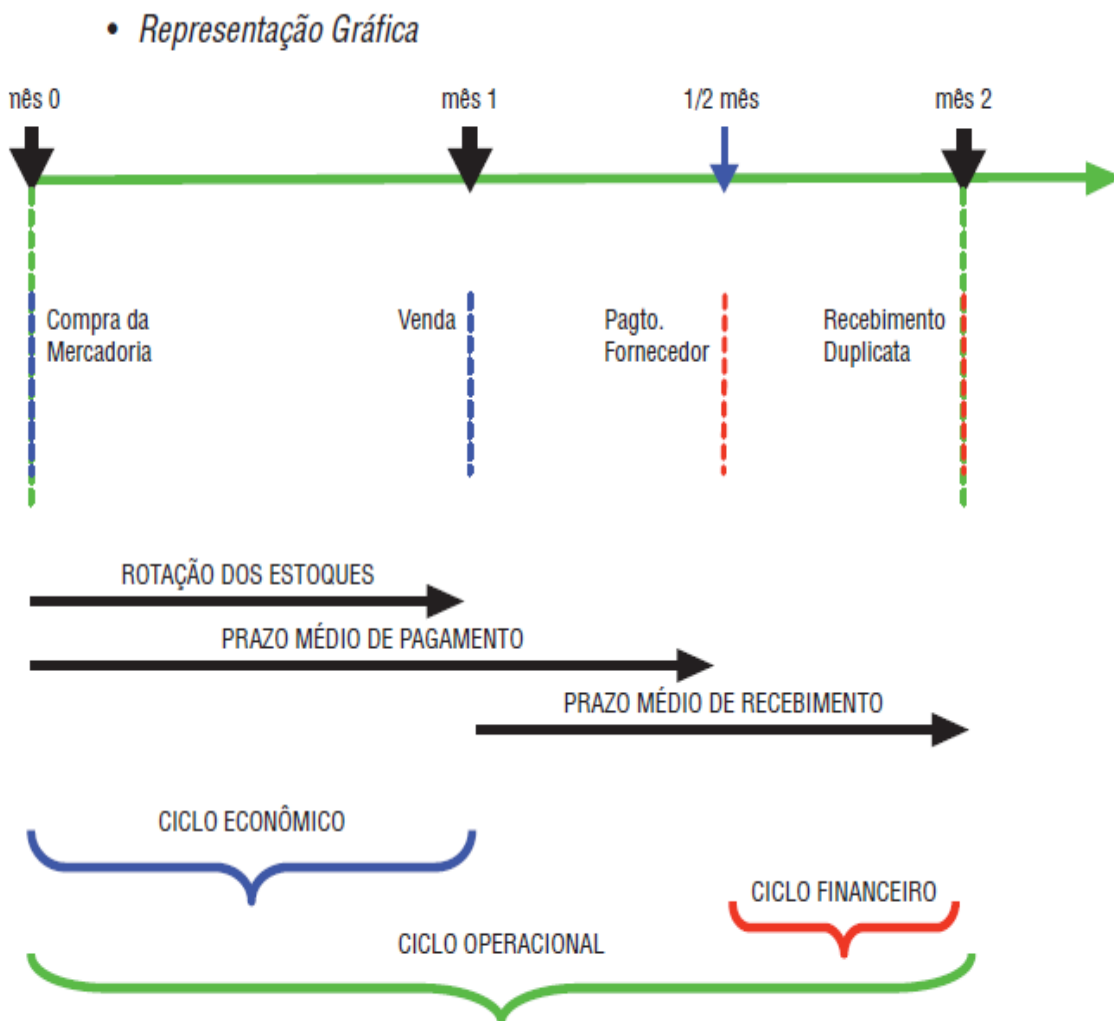 • Representação Gráfica
mês 0
mês 1
1/2 mês
mês 2
Compra da
Mercadoria
Venda
Pagto.
Fornecedor
Recebimento
Duplicata
ROTAÇÃO DOS ESTOQUES
PRAZO MÉDIO DE PAGAMENTO
PRAZO MÉDIO DE RECEBIMENTO
CICLO ECONÔMICO
CICLO FINANCEIRO
CICLO OPERACIONAL